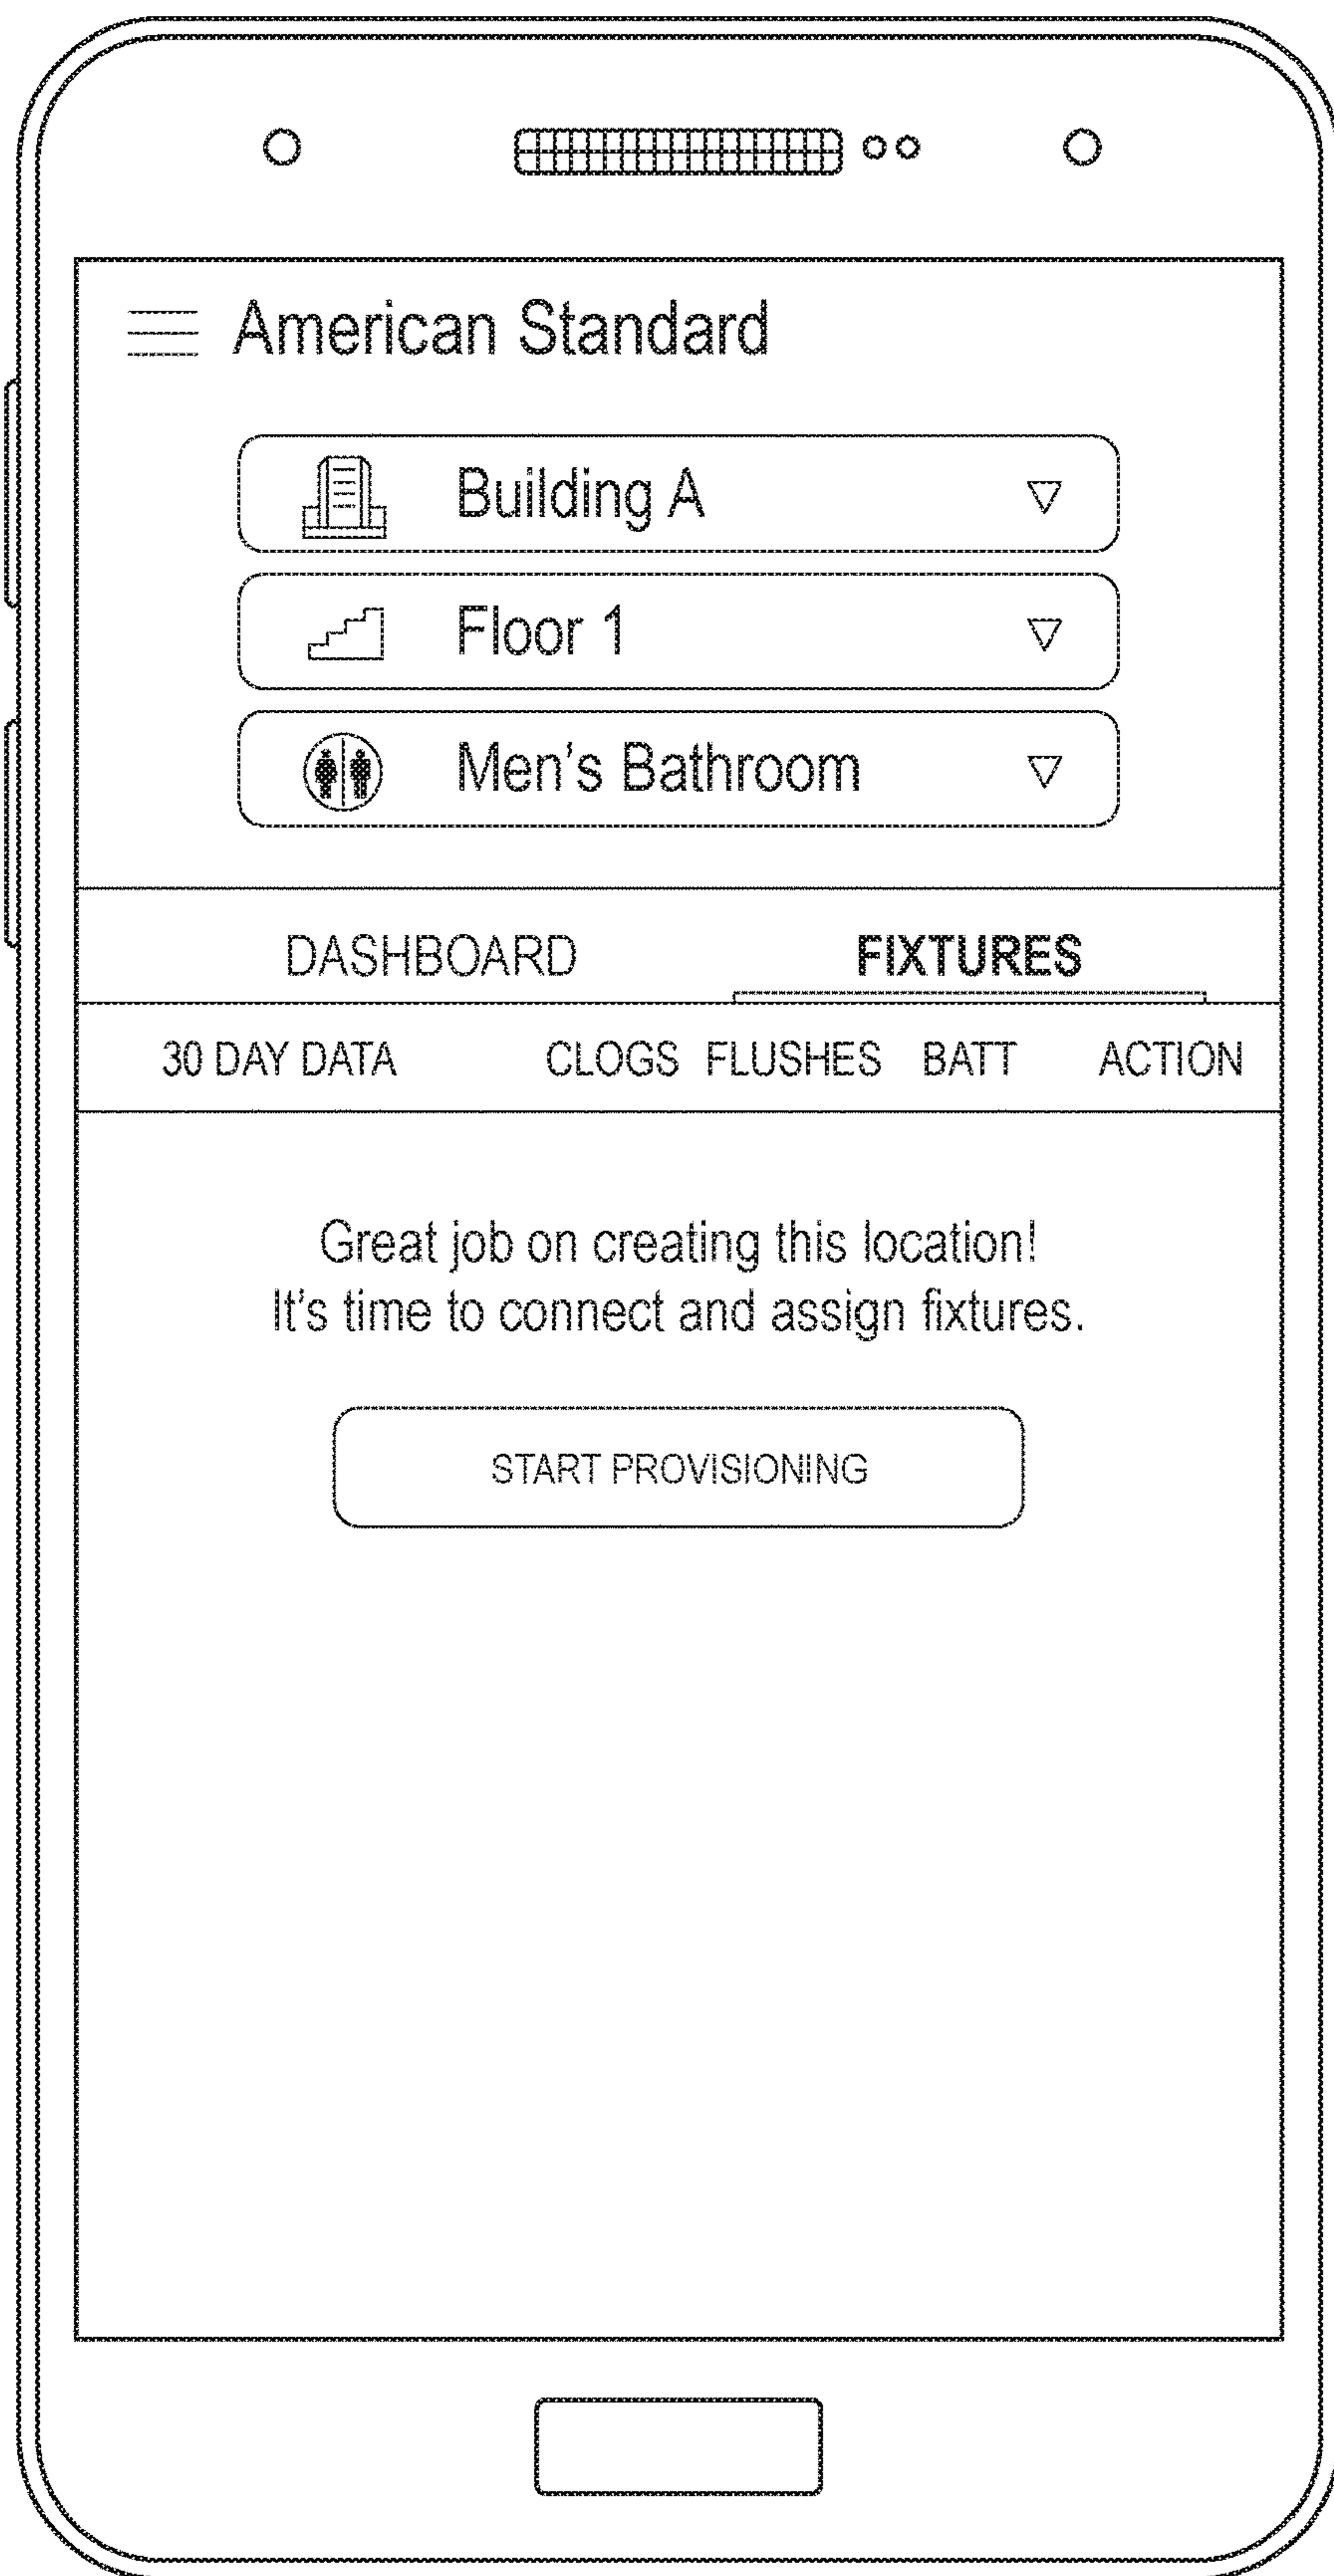 American Standard
Building A
Floor 1
Men's Bathroom
DASHBOARD FIXTURES
30 DAY DATA CLOGS FLUSHES BATT ACTION
Great job on creating this location!
It's time to connect and assign fixtures.
START PROVISIONING